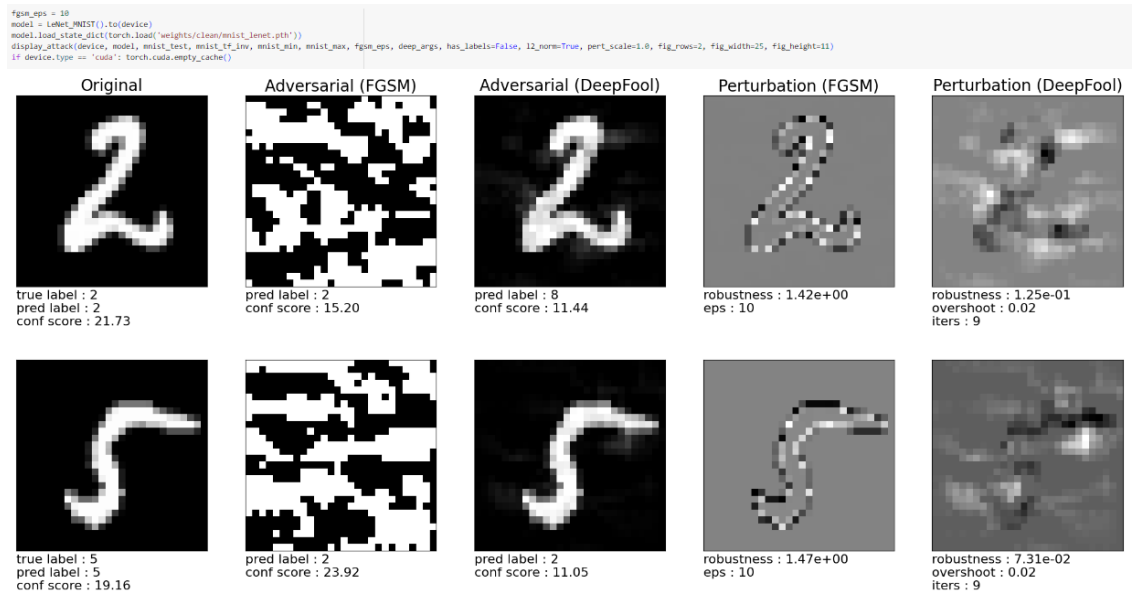 fgsm_eps = 10
model = LeNet_MNIST().to(device)
model.load_state_dict(torch.load('weights/clean/mnist_lenet.pth'))
display_attack(device, model, mnist_test, mnist_tf_inv, mnist_min, mnist_max, fgsm_eps, deep_args, has_labels=False, l2_norm=True, pert_scale=1.0, fig_rows=2, fig_width=25, fig_height=11)
if device.type == 'cuda': torch.cuda.empty_cache()
Original
Adversarial (FGSM)
Adversarial (DeepFool)
Perturbation (FGSM)
Perturbation (DeepFool)
true label : 2
pred label : 2
conf score : 21.73
pred label : 2
conf score : 15.20
pred label : 8
conf score : 11.44
robustness : 1.42e+00
eps : 10
robustness : 1.25e-01
overshoot : 0.02
iters : 9
true label : 5
pred label : 5
conf score : 19.16
pred label : 2
conf score : 23.92
pred label : 2
conf score : 11.05
robustness : 1.47e+00
eps : 10
robustness : 7.31e-02
overshoot : 0.02
iters : 9